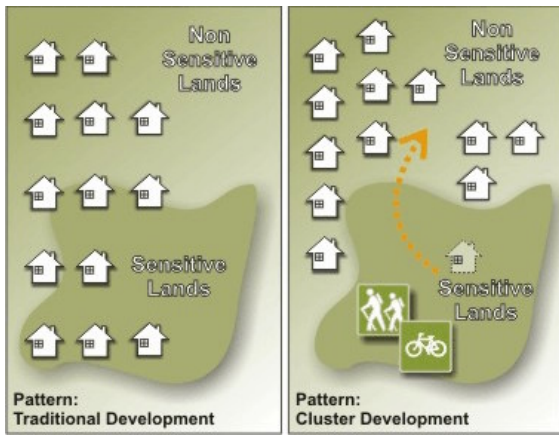 Non
Sensitive
Lands
Sensitive
Lands
Pattern:
Traditional Development
Non
Sensitive
Lands
Sensitive
Lands
Pattern:
Cluster Development